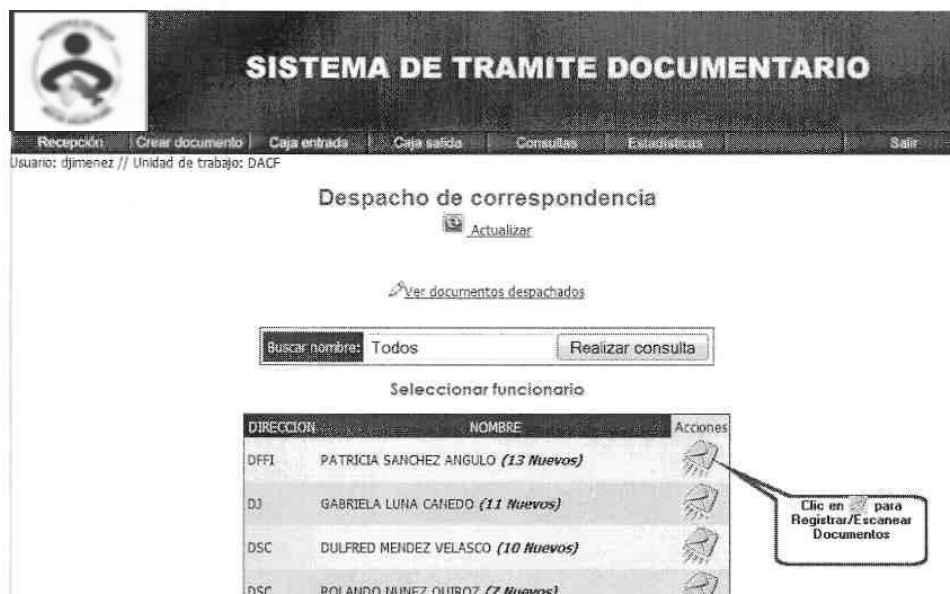 SISTEMA DE TRAMITE DOCUMENTARIO
Recepción Crear documento Caja entrada Caja salida Consultas Estadisticas Salir
Usuario: djimenez // Unidad de trabajo: DACF
Despacho de correspondencia
Actualizar
Ver documentos despachados
Buscar nombre: Todos Realizar consulta
Seleccionar funcionario
DIRECCION NOMBRE Acciones
DFFI PATRICIA SANCHEZ ANGULO (13 Nuevos)
DJ GABRIELA LUNA CANEDO (11 Nuevos)
Clic en para
Registrar/Escanear
Documentos
DSC DULFRED MENDEZ VELASCO (10 Nuevos)
DSC ROLANDO NUNEZ QUIROZ (7 Nuevos)